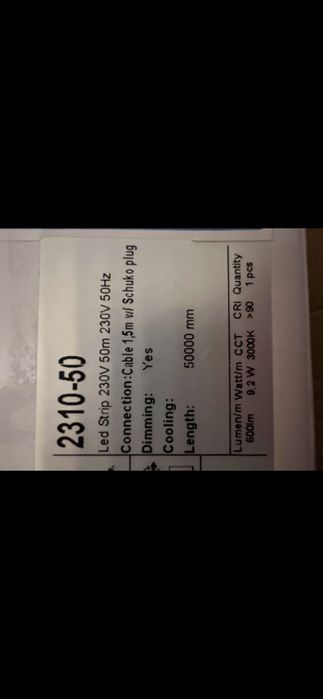 2310-50
Led Strip 230V 50m 230V 50Hz
Connection:Cable 1,5m w/ Schuko plug
Dimming: Yes
Cooling:
Length: 50000 mm
Lumen/m Watt/m CCT CRI Quantity
600lm 9,2 W 3000K >90 1 pcs